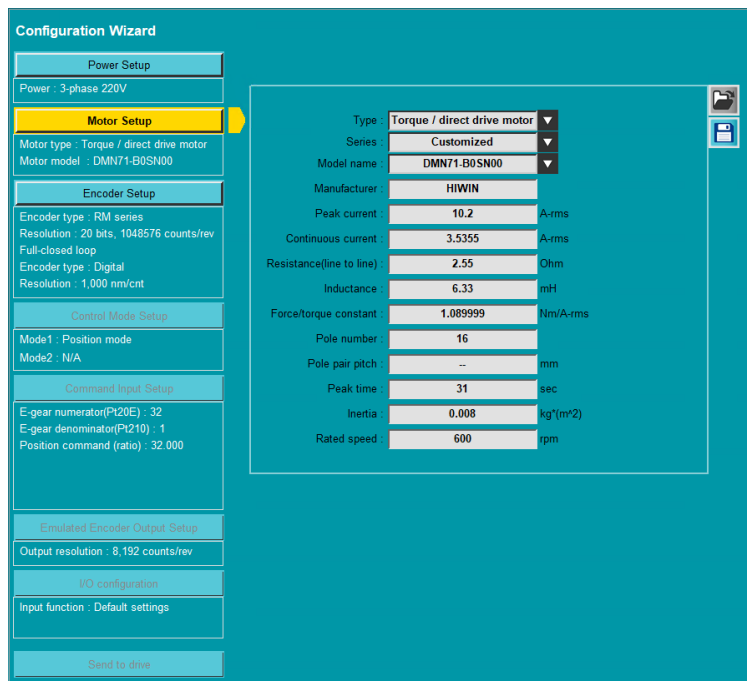 Configuration Wizard
Power Setup
Power : 3-phase 220V
Motor Setup
Motor type : Torque / direct drive motor
Motor model : DMN71-B0SN00
Encoder Setup
Encoder type : RM series
Resolution : 20 bits, 1048576 counts/rev
Full-closed loop
Encoder type : Digital
Resolution : 1,000 nm/cnt
Control Mode Setup
Mode1 : Position mode
Mode2 : N/A
Command Input Setup
E-gear numerator(Pt20E) : 32
E-gear denominator(Pt210) : 1
Position command (ratio) : 32.000
Emulated Encoder Output Setup
Output resolution : 8,192 counts/rev
I/O configuration
Input function : Default settings
Send to drive
Type : Torque / direct drive motor
Series : Customized
Model name : DMN71-B0SN00
Manufacturer : HIWIN
Peak current : 10.2 A-rms
Continuous current : 3.5355 A-rms
Resistance(line to line) : 2.55 Ohm
Inductance : 6.33 mH
Force/torque constant : 1.089999 Nm/A-rms
Pole number : 16
Pole pair pitch : -- mm
Peak time : 31 sec
Inertia : 0.008 kg*(m^2)
Rated speed : 600 rpm